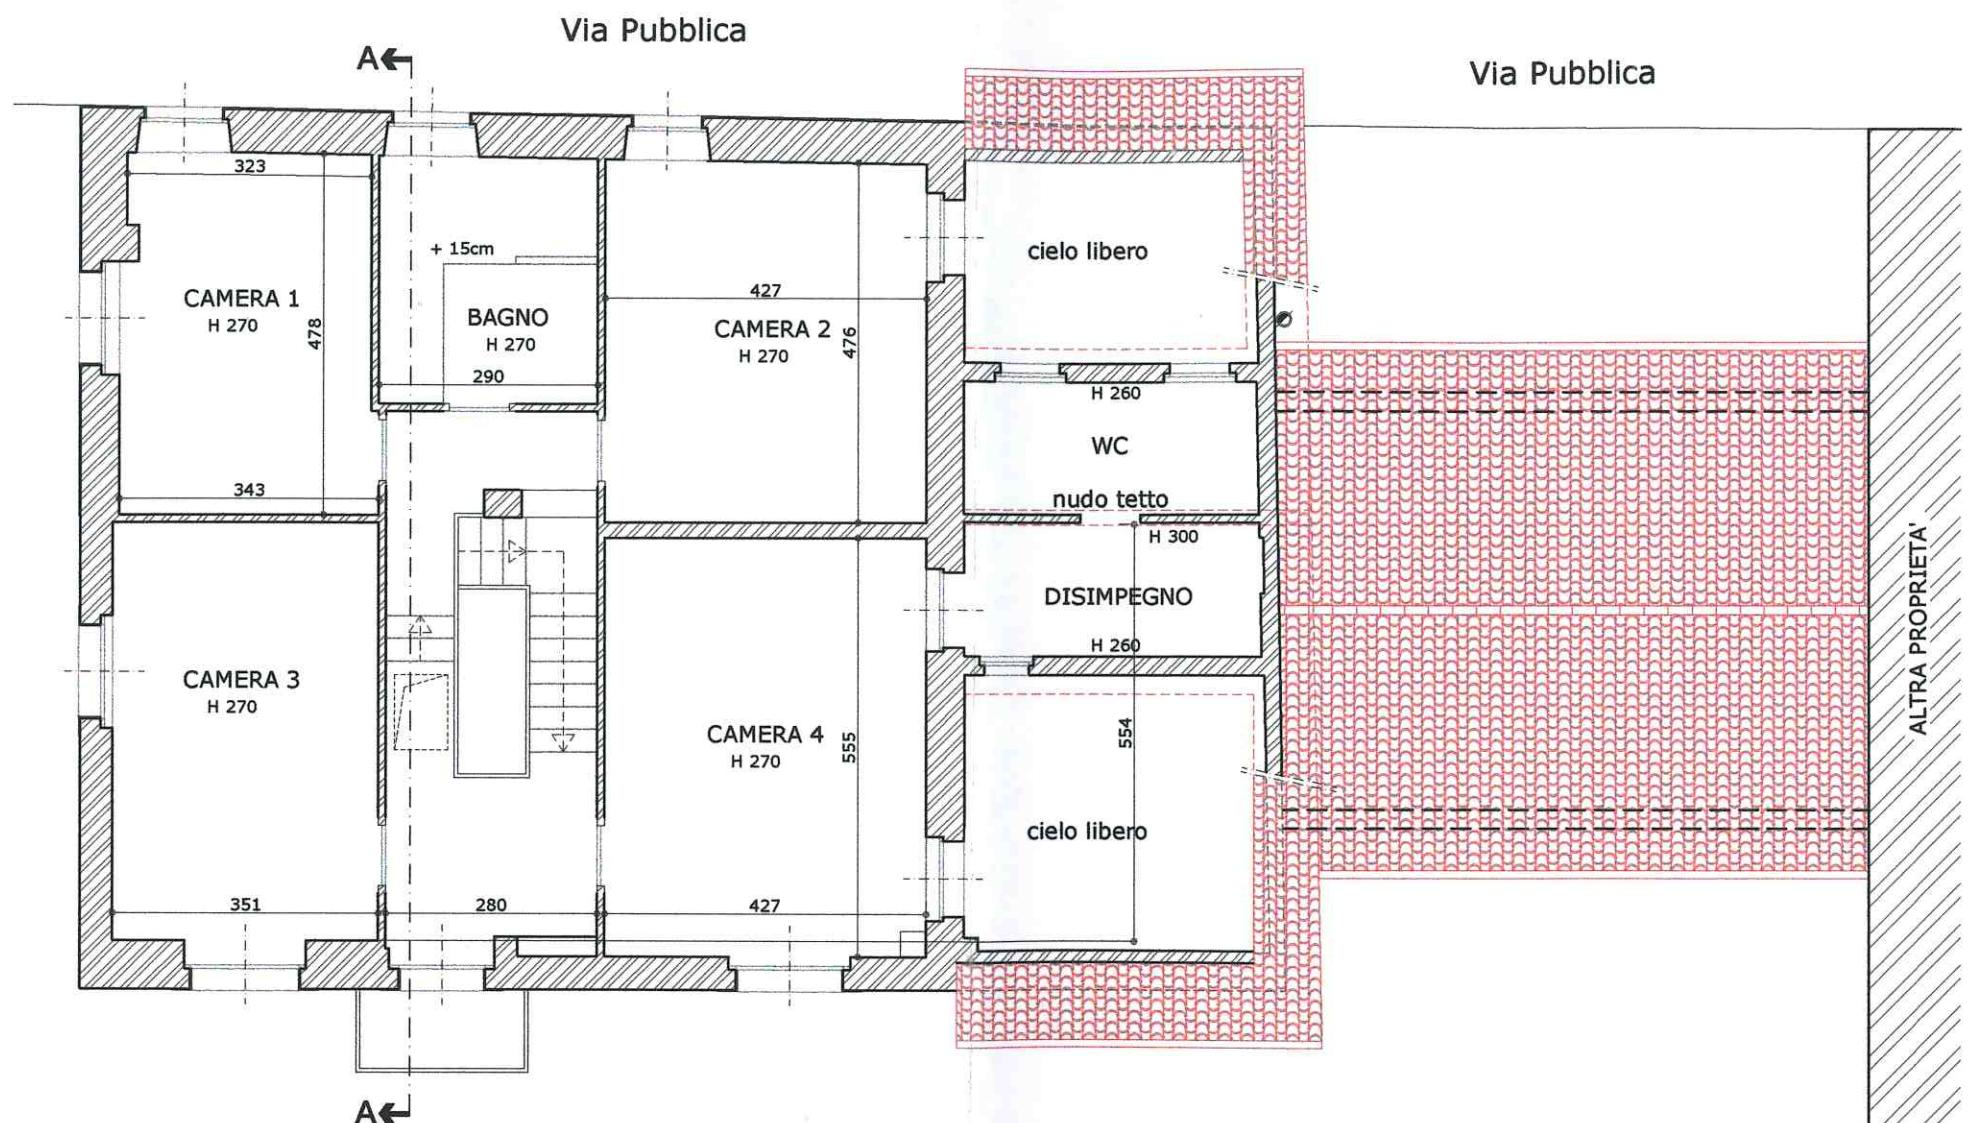 Via Pubblica
A
Via Pubblica
323
+ 15cm
cielo libero
CAMERA 1
H 270
478
BAGNO
H 270
427
CAMERA 2
H 270
476
290
H 260
WC
343
nudo tetto
H 300
DISIMPEGNO
H 260
ALTRA PROPRIETA'
CAMERA 3
H 270
CAMERA 4
H 270
555
554
cielo libero
351
280
427
A